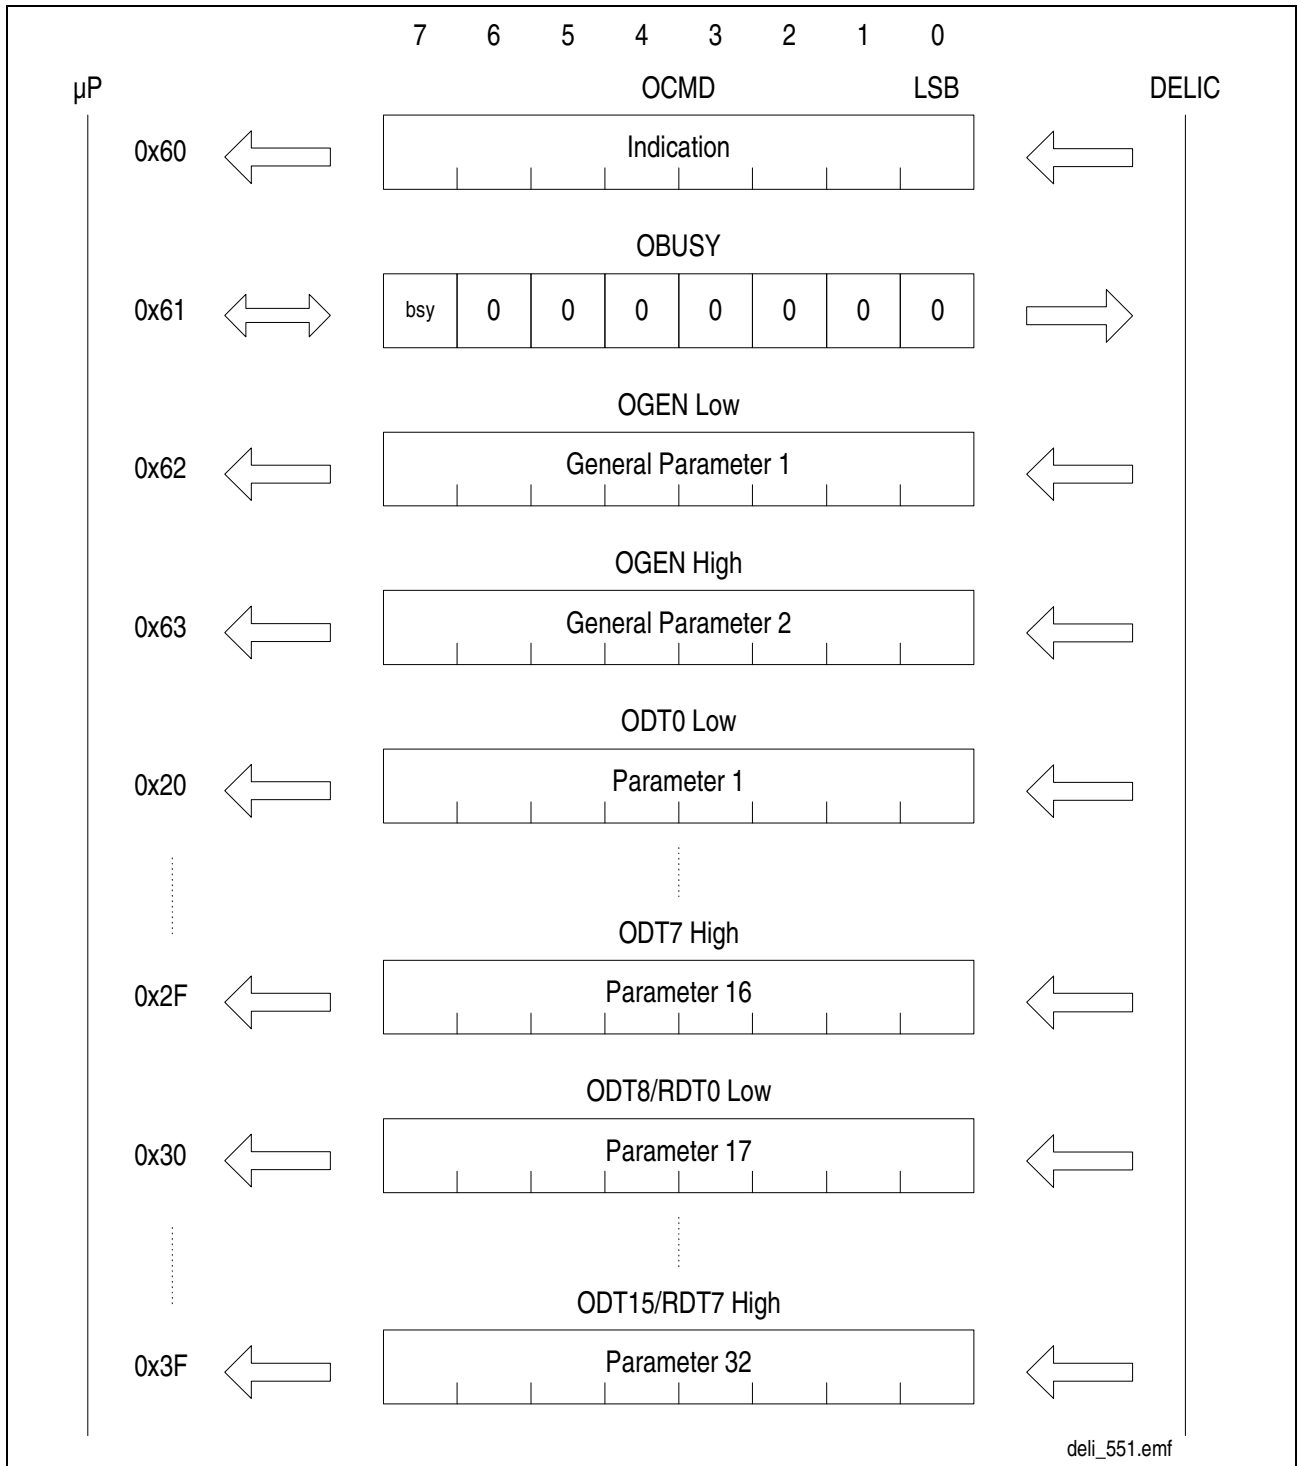 7 6 5 4 3 2 1 0
µP OCMD LSB DELIC
0x60 Indication
OBUSY
0x61 bsy 0 0 0 0 0 0 0
OGEN Low
0x62 General Parameter 1
OGEN High
0x63 General Parameter 2
ODT0 Low
0x20 Parameter 1
ODT7 High
0x2F Parameter 16
ODT8/RDT0 Low
0x30 Parameter 17
ODT15/RDT7 High
0x3F Parameter 32
deli_551.emf